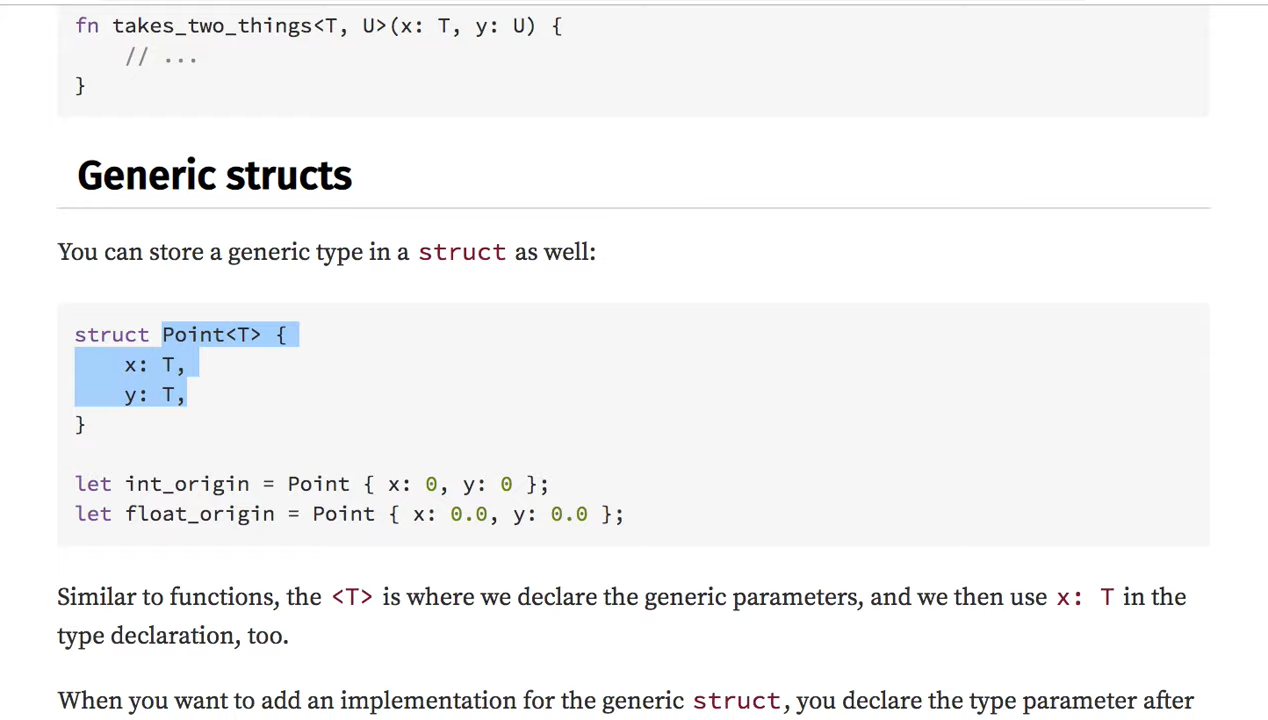 fn takes_two_things<T, U>(x: T, y: U) {
    // ...
}
Generic structs
You can store a generic type in a struct as well:
struct Point<T> {
    x: T,
    y: T,
}
let int_origin = Point { x: 0, y: 0 };
let float_origin = Point { x: 0.0, y: 0.0 };
Similar to functions, the <T> is where we declare the generic parameters, and we then use x: T in the
type declaration, too.
When you want to add an implementation for the generic struct, you declare the type parameter after